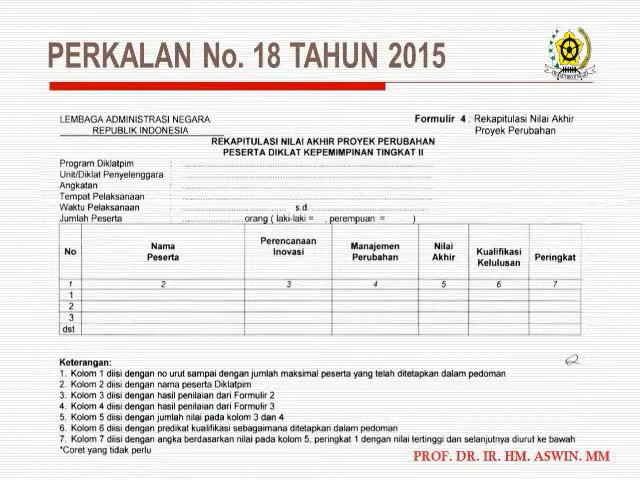 PERKALAN No. 18 TAHUN 2015
LEMBAGA ADMINISTRASI NEGARA
REPUBLIK INDONESIA
Formulir 4 : Rekapitulasi Nilai Akhir
Proyek Perubahan
REKAPITULASI NILAI AKHIR PROYEK PERUBAHAN
PESERTA DIKLAT KEPEMIMPINAN TINGKAT II
Program Diklatpim :
Unit/Diklat Penyelenggara :
Angkatan :
Tempat Pelaksanaan :
Waktu Pelaksanaan : s.d.
Jumlah Peserta : orang ( laki-laki = , perempuan = )
No Nama Peserta Perencanaan Inovasi Manajemen Perubahan Nilai Akhir Kualifikasi Kelulusan Peringkat
1 2 3 4 5 6 7
1
2
3
dst
Keterangan:
1. Kolom 1 diisi dengan no urut sampai dengan jumlah maksimal peserta yang telah ditetapkan dalam pedoman
2. Kolom 2 diisi dengan nama peserta Diklatpim
3. Kolom 3 diisi dengan hasil penilaian dari Formulir 2
4. Kolom 4 diisi dengan hasil penilaian dari Formulir 3
5. Kolom 5 diisi dengan jumlah nilai pada kolom 3 dan 4
6. Kolom 6 diisi dengan predikat kualifikasi sebagaimana ditetapkan dalam pedoman
7. Kolom 7 diisi dengan angka berdasarkan nilai pada kolom 5, peringkat 1 dengan nilai tertinggi dan selanjutnya diurut ke bawah
*Coret yang tidak perlu
PROF. DR. IR. HM. ASWIN. MM